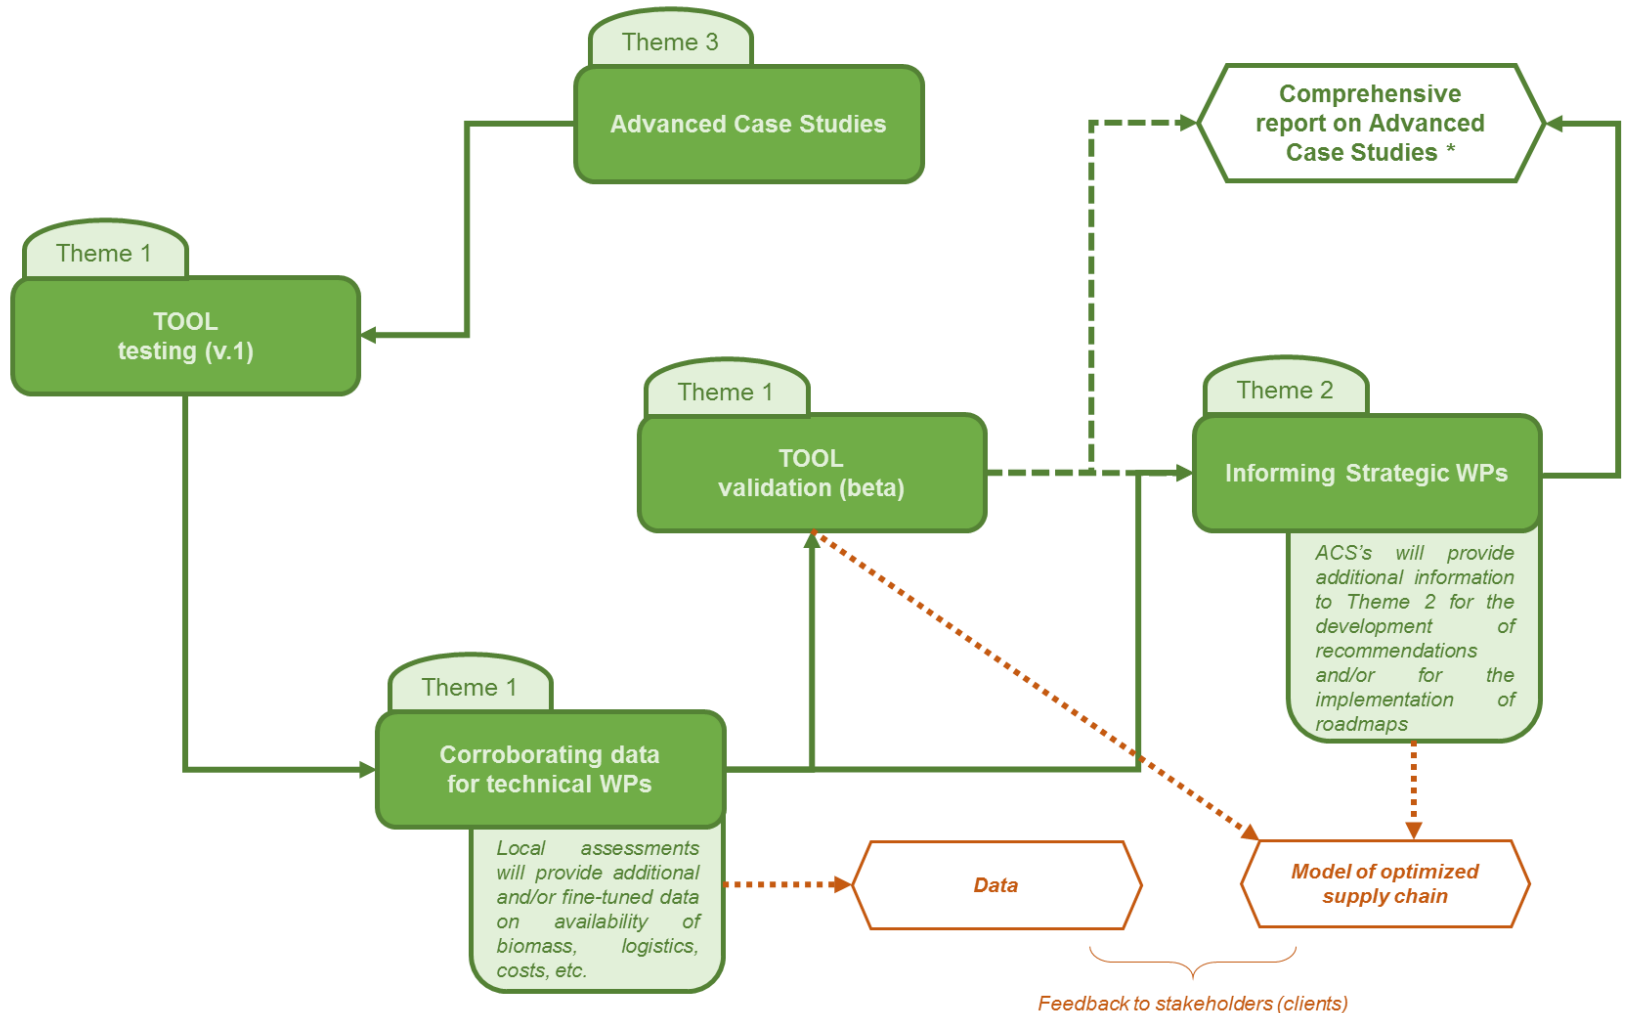 Theme 3
Advanced Case Studies
Comprehensive
report on Advanced
Case Studies *
Theme 1
TOOL
testing (v.1)
Theme 1
TOOL
validation (beta)
Theme 2
Informing Strategic WPs
ACS's will provide
additional information
to Theme 2 for the
development of
recommendations
and/or for the
implementation of
roadmaps
Theme 1
Corroborating data
for technical WPs
Local assessments
will provide additional
and/or fine-tuned data
on availability of
biomass, logistics,
costs, etc.
Data
Model of optimized
supply chain
Feedback to stakeholders (clients)